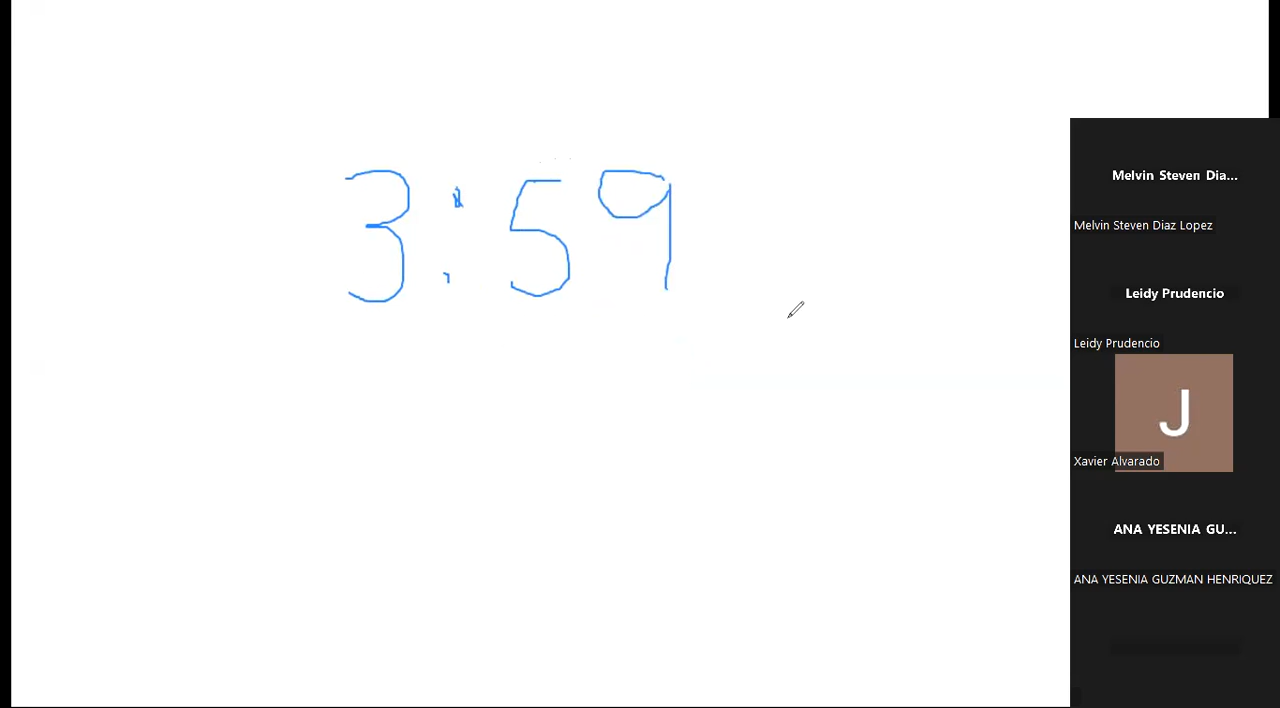 3:59
Melvin Steven Dia...
Melvin Steven Diaz Lopez
Leidy Prudencio
Leidy Prudencio
J
Xavier Alvarado
ANA YESENIA GU...
ANA YESENIA GUZMAN HENRIQUEZ